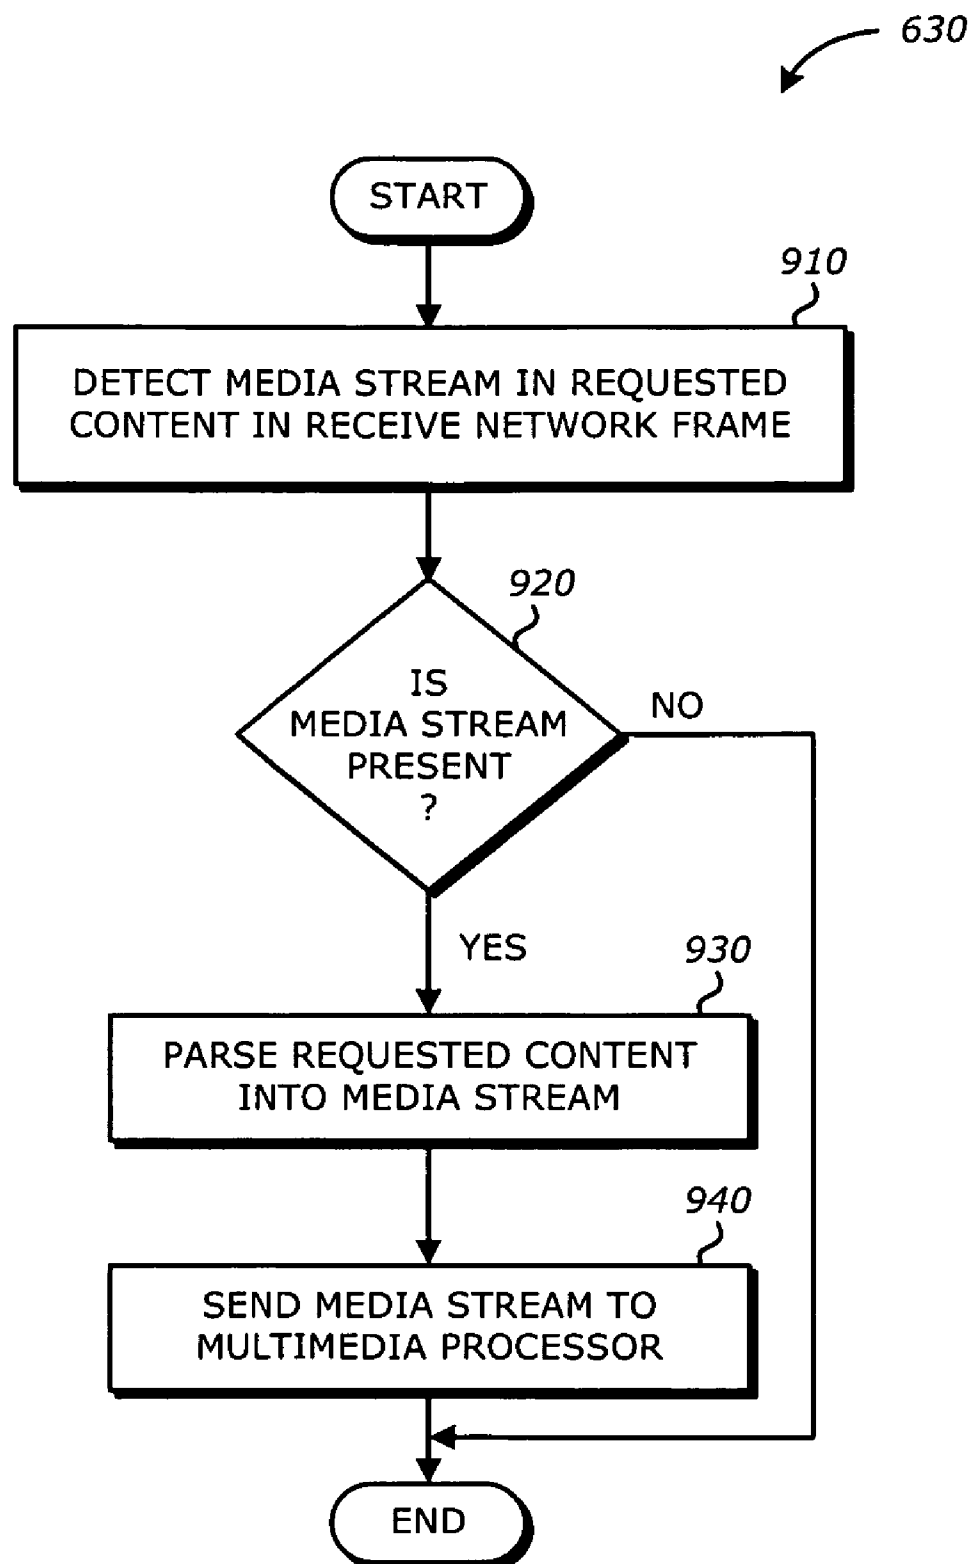 630
START
910
DETECT MEDIA STREAM IN REQUESTED
CONTENT IN RECEIVE NETWORK FRAME
920
IS
MEDIA STREAM
PRESENT
?
NO
YES
930
PARSE REQUESTED CONTENT
INTO MEDIA STREAM
940
SEND MEDIA STREAM TO
MULTIMEDIA PROCESSOR
END